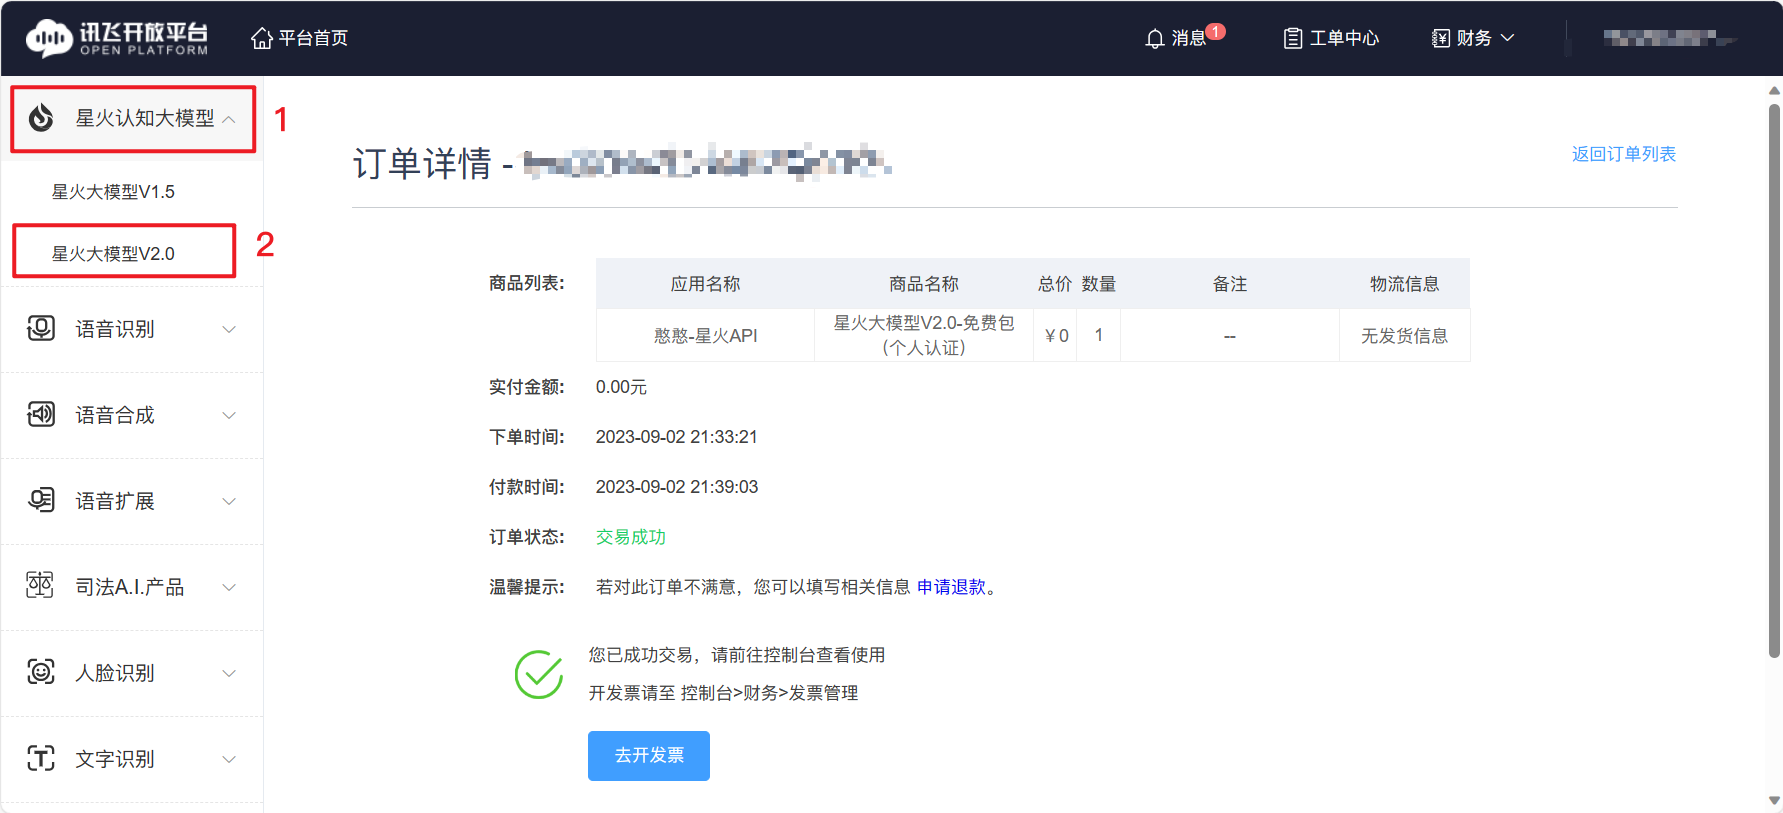 讯飞开放平台
OPEN PLATFORM
平台首页
消息 1
工单中心
财务
星火认知大模型
1
星火大模型V1.5
星火大模型V2.0
2
语音识别
语音合成
语音扩展
司法A.I.产品
人脸识别
文字识别
订单详情 -
返回订单列表
商品列表:
应用名称 商品名称 总价 数量 备注 物流信息
憨憨-星火API 星火大模型V2.0-免费包（个人认证） ￥0 1 -- 无发货信息
实付金额: 0.00元
下单时间: 2023-09-02 21:33:21
付款时间: 2023-09-02 21:39:03
订单状态: 交易成功
温馨提示: 若对此订单不满意，您可以填写相关信息 申请退款。
您已成功交易，请前往控制台查看使用
开发票请至 控制台>财务>发票管理
去开发票